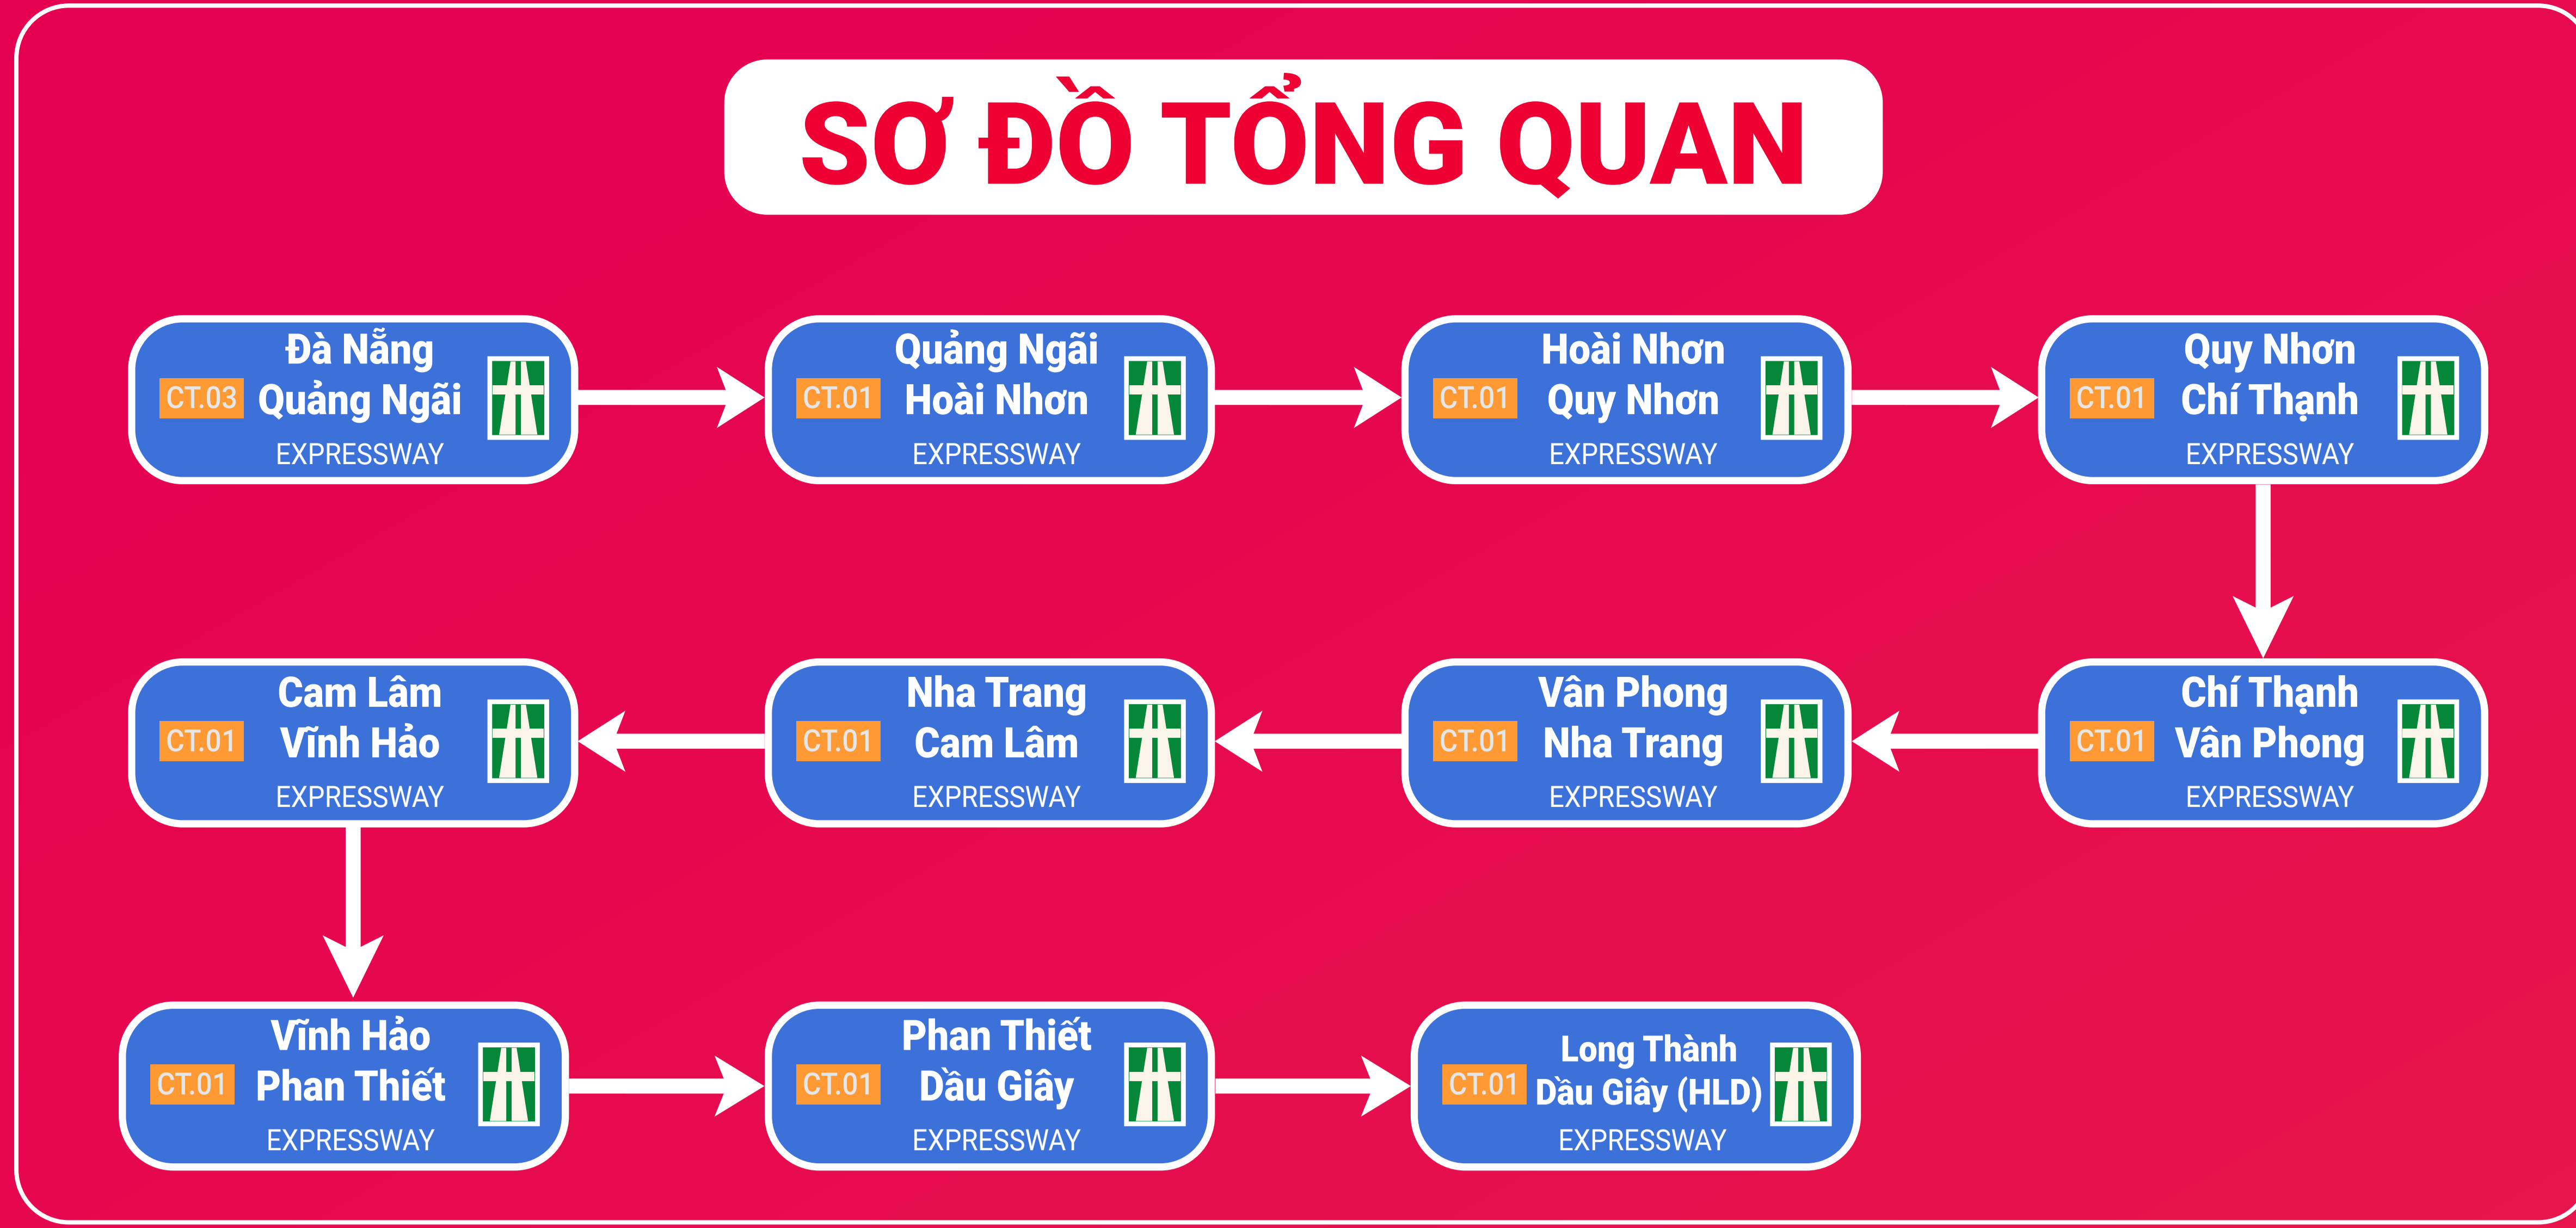 SƠ ĐỒ TỔNG QUAN
Đà Nẵng
CT.03 Quảng Ngãi
EXPRESSWAY
Quảng Ngãi
CT.01 Hoài Nhơn
EXPRESSWAY
Hoài Nhơn
CT.01 Quy Nhơn
EXPRESSWAY
Quy Nhơn
CT.01 Chí Thạnh
EXPRESSWAY
Chí Thạnh
CT.01 Vân Phong
EXPRESSWAY
Vân Phong
CT.01 Nha Trang
EXPRESSWAY
Nha Trang
CT.01 Cam Lâm
EXPRESSWAY
Cam Lâm
CT.01 Vĩnh Hảo
EXPRESSWAY
Vĩnh Hảo
CT.01 Phan Thiết
EXPRESSWAY
Phan Thiết
CT.01 Dầu Giây
EXPRESSWAY
Long Thành
CT.01 Dầu Giây (HLD)
EXPRESSWAY